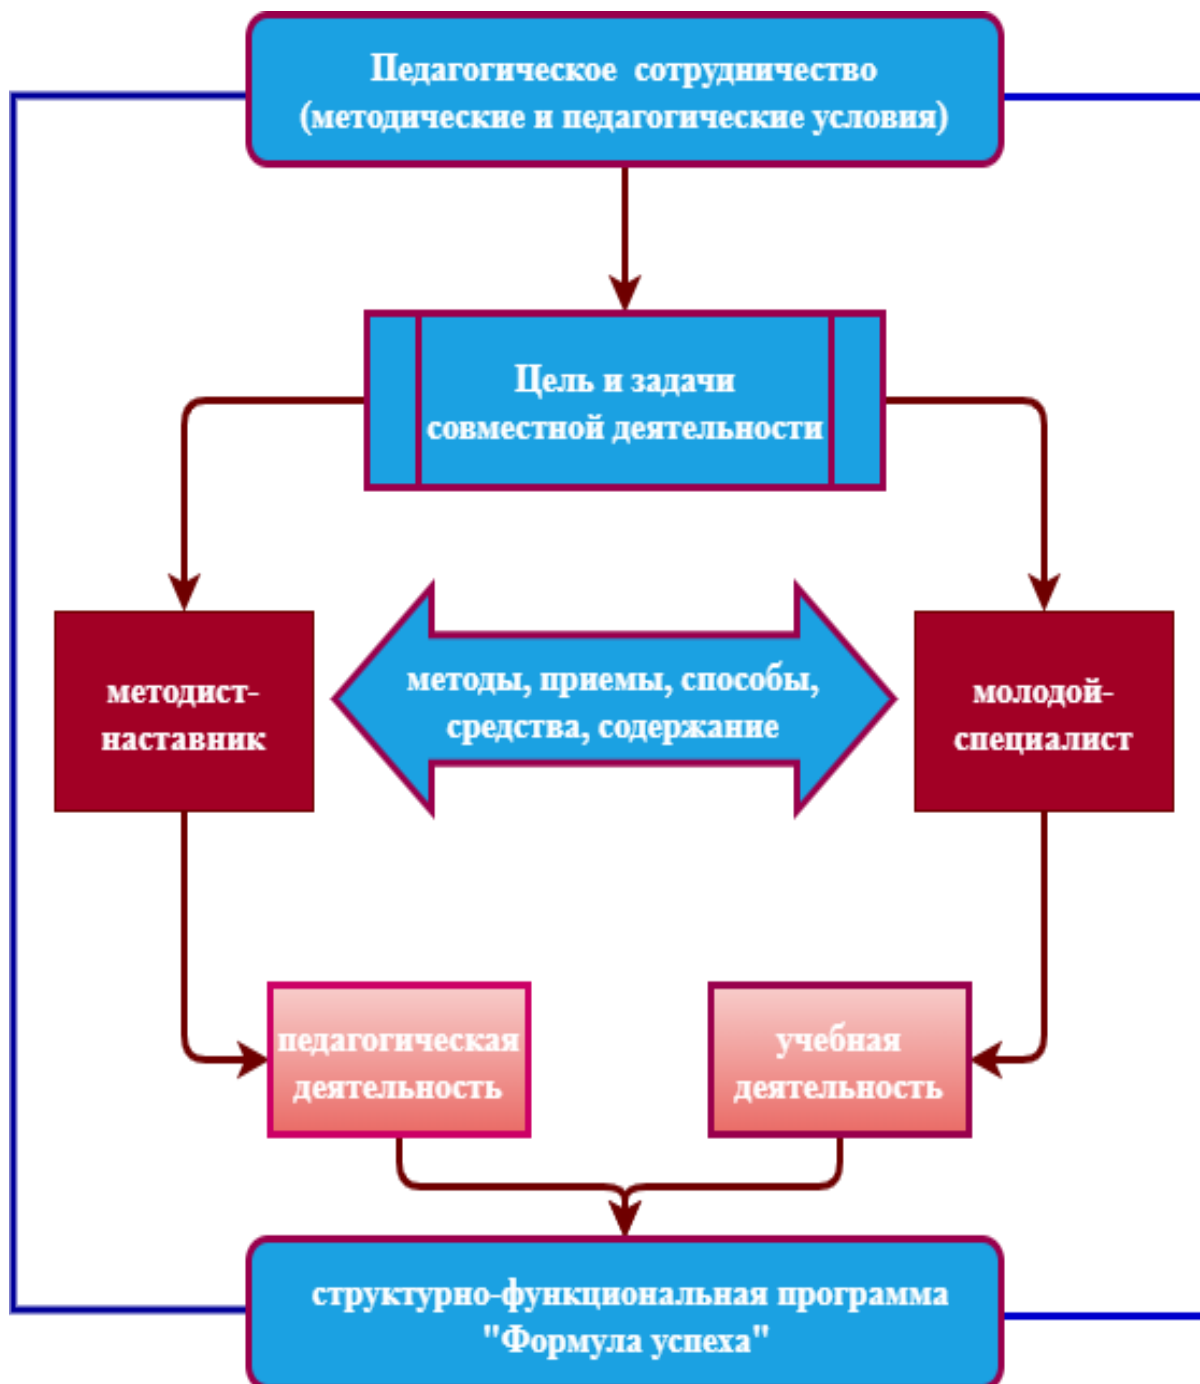 Педагогическое сотрудничество
(методические и педагогические условия)
Цель и задачи
совместной деятельности
методист-
наставник
методы, приемы, способы,
средства, содержание
молодой-
специалист
педагогическая
деятельность
учебная
деятельность
структурно-функциональная программа
"Формула успеха"